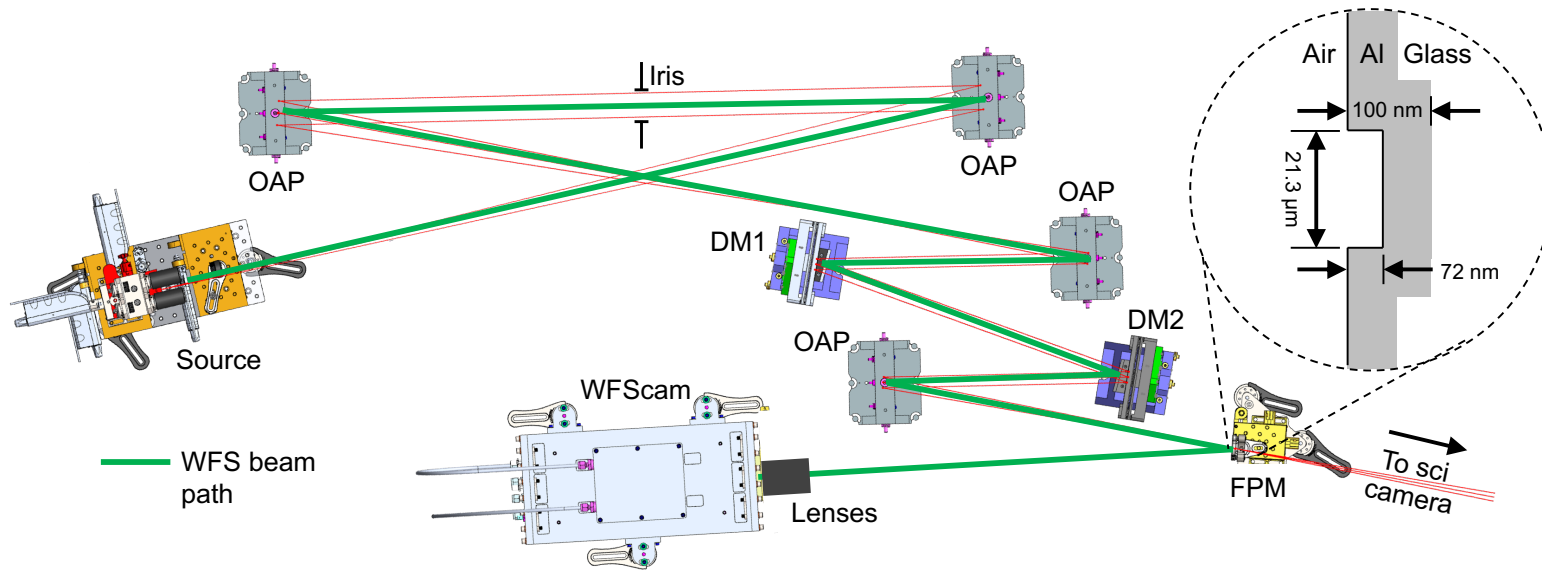 Iris
OAP
OAP
Source
DM1
OAP
OAP
DM2
WFScam
WFS beam
path
Lenses
FPM
To sci
camera
Air
Al
Glass
100 nm
21.3 µm
72 nm